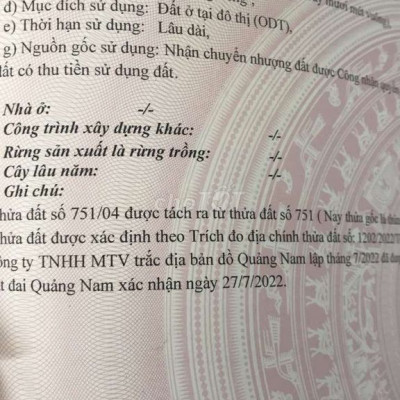 d) Mục đích sử dụng: Đất ở tại đô thị (ODT),
e) Thời hạn sử dụng: Lâu dài,
g) Nguồn gốc sử dụng: Nhận chuyển nhượng đất được Công nhận
đất có thu tiền sử dụng đất.
Nhà ở: -/-
Công trình xây dựng khác: -/-
Rừng sản xuất là rừng trồng: -/-
Cây lâu năm: -/-
Ghi chú:
hửa đất số 751/04 được tách ra từ thửa đất số 751 ( Nay thửa gốc là thửa
hửa đất được xác định theo Trích đo địa chính thửa đất số:
ông ty TNHH MTV trắc địa bản đồ Quảng Nam lập tháng 7/2022 đã
t đai Quảng Nam xác nhận ngày 27/7/2022.